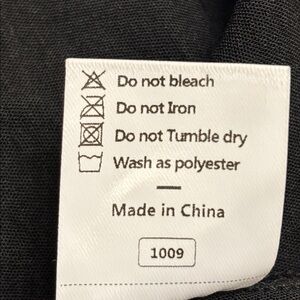 Do not bleach
Do not Iron
Do not Tumble dry
Wash as polyester
Made in China
1009